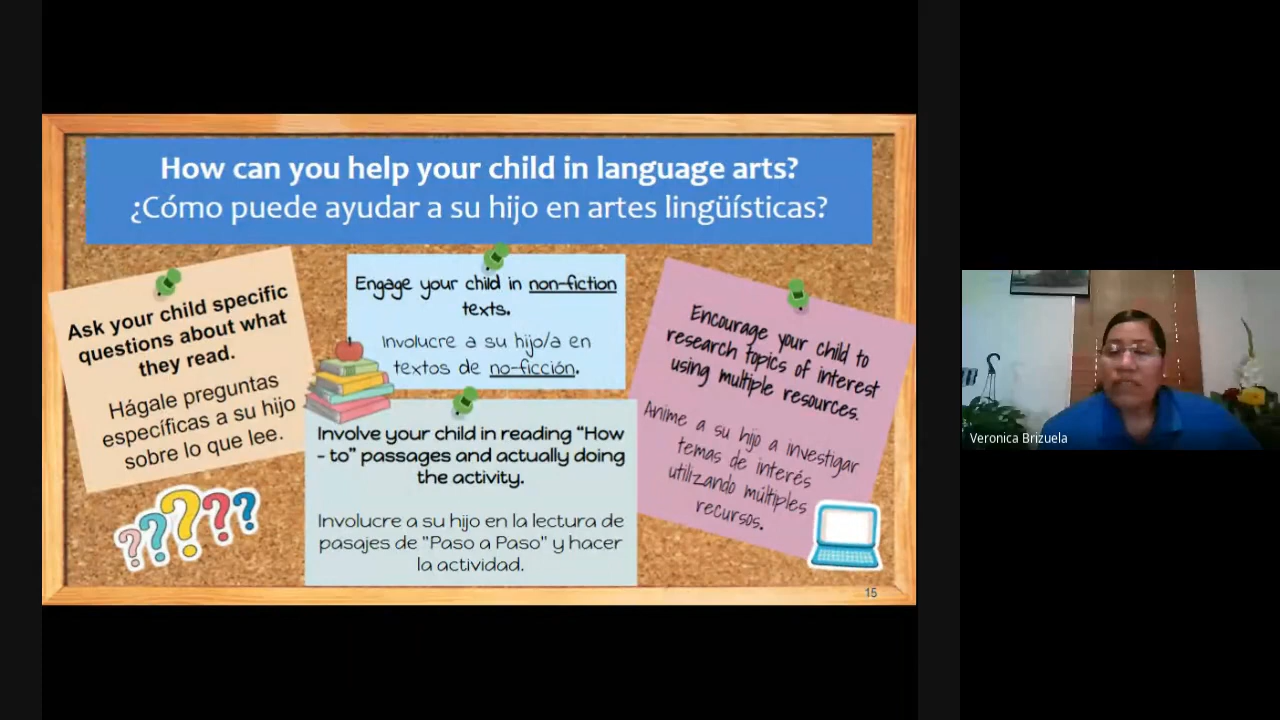 How can you help your child in language arts?
¿Cómo puede ayudar a su hijo en artes lingüísticas?
Ask your child specific
questions about what
they read.
Hágale preguntas
específicas a su hijo
sobre lo que lee.
Engage your child in non-fiction
texts.
Involucre a su hijo/a en
textos de no-ficción.
Involve your child in reading “How
- to” passages and actually doing
the activity.
Involucre a su hijo en la lectura de
pasajes de "Paso a Paso" y hacer
la actividad.
Encourage your child to
research topics of interest
using multiple resources.
Anime a su hijo a investigar
temas de interés
utilizando múltiples
recursos.
15
Veronica Brizuela